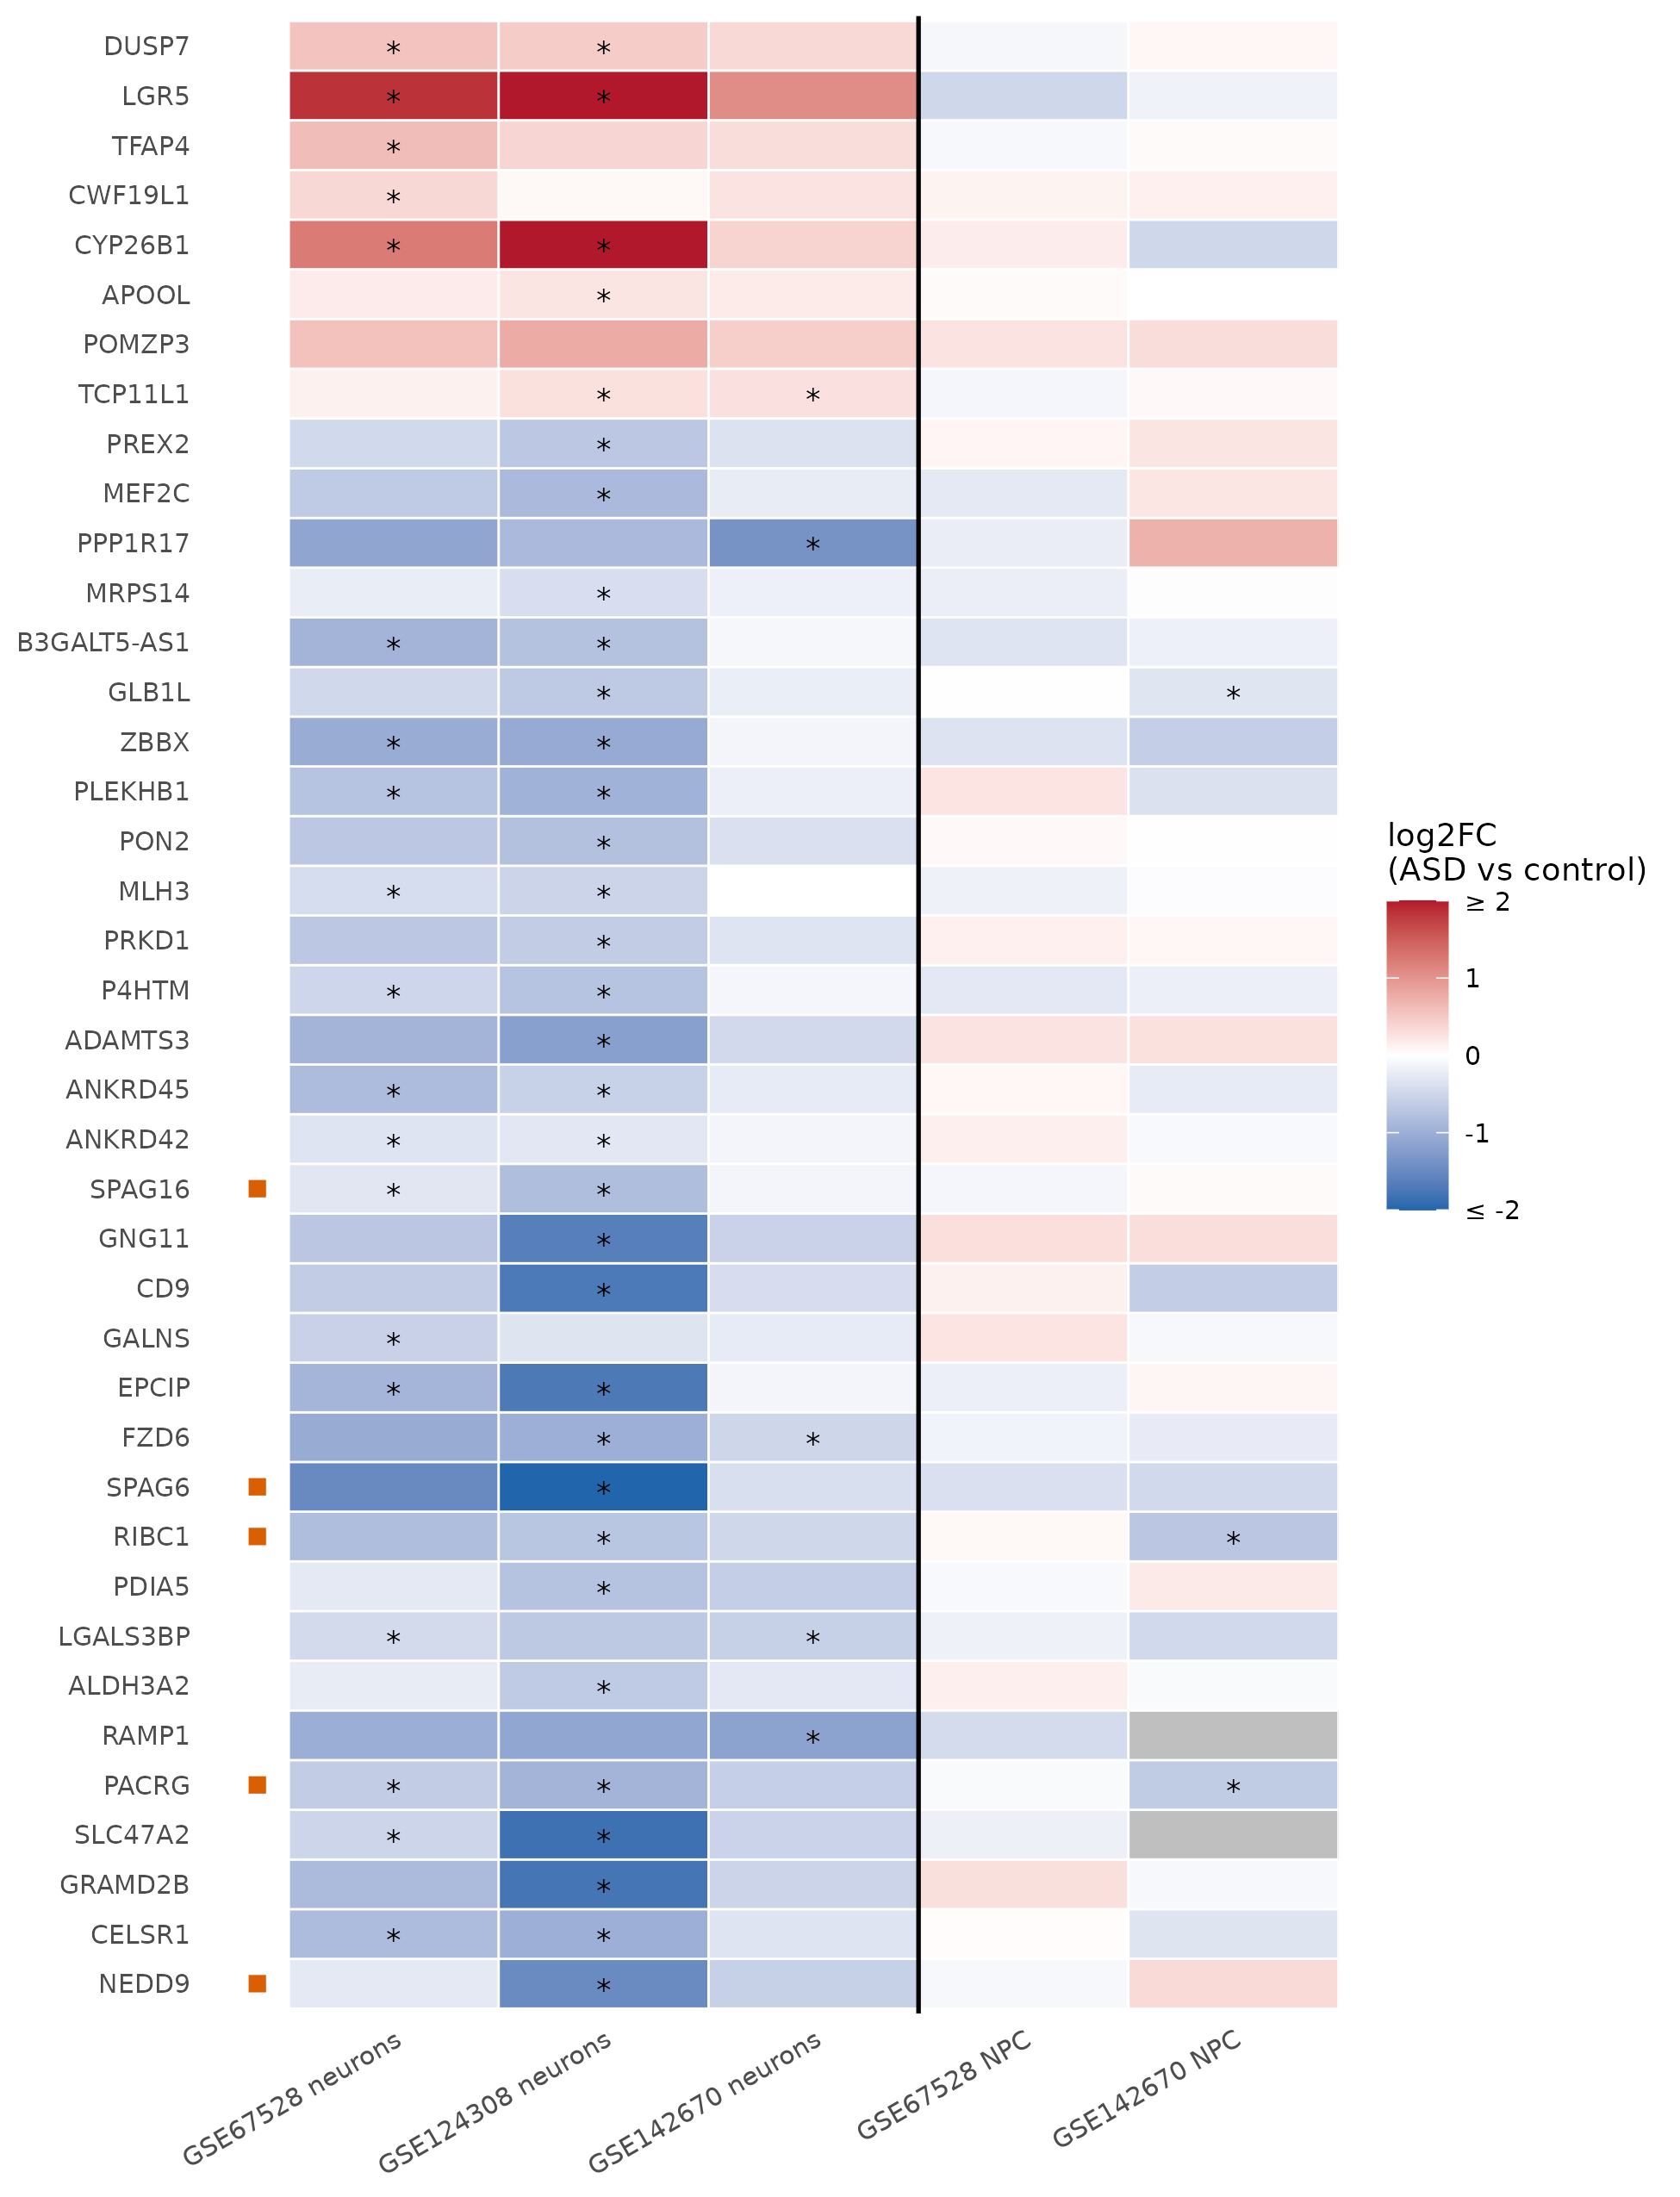 DUSP7 * *
LGR5 * *
TFAP4 *
CWF19L1 *
CYP26B1 * *
APOOL *
POMZP3
TCP11L1 * *
PREX2 *
MEF2C *
PPP1R17 *
MRPS14 *
B3GALT5-AS1 * *
GLB1L * *
ZBBX * *
PLEKHB1 * *
PON2 *
MLH3 * *
PRKD1 *
P4HTM * *
ADAMTS3 *
ANKRD45 * *
ANKRD42 * *
SPAG16 * *
GNG11 *
CD9 *
GALNS *
EPCIP * *
FZD6 * *
SPAG6 *
RIBC1 * *
PDIA5 *
LGALS3BP * *
ALDH3A2 *
RAMP1 *
PACRG * * *
SLC47A2 * *
GRAMD2B *
CELSR1 * *
NEDD9 *
GSE67528 neurons
GSE124308 neurons
GSE142670 neurons
GSE67528 NPC
GSE142670 NPC
log2FC
(ASD vs control)
≥ 2
1
0
-1
≤ -2